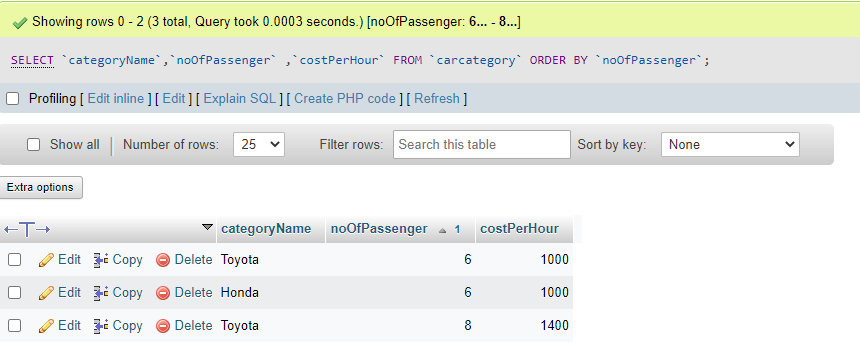 Showing rows 0 - 2 (3 total, Query took 0.0003 seconds.) [noOfPassenger: 6... - 8...]
SELECT `categoryName`,`noOfPassenger` ,`costPerHour` FROM `carcategory` ORDER BY `noOfPassenger`;
Profiling [ Edit inline ] [ Edit ] [ Explain SQL ] [ Create PHP code ] [ Refresh ]
Show all Number of rows: 25 Filter rows: Search this table Sort by key: None
Extra options
←T→ categoryName noOfPassenger 1 costPerHour
Edit Copy Delete Toyota 6 1000
Edit Copy Delete Honda 6 1000
Edit Copy Delete Toyota 8 1400